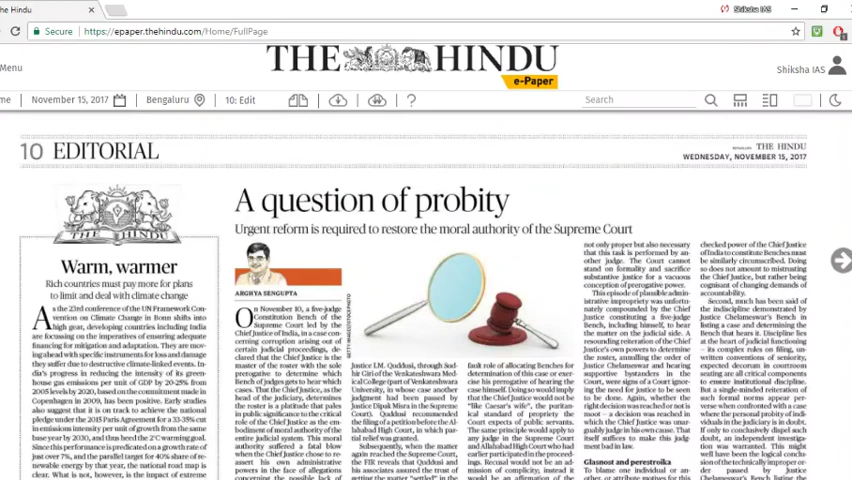 he Hindu
Shiksha IAS
Secure
https://epaper.thehindu.com/Home/FullPage
Menu
THE HINDU
e-Paper
Shiksha IAS
me
November 15, 2017
Bengaluru
10: Edit
Search
10 EDITORIAL
THE HINDU
WEDNESDAY, NOVEMBER 15, 2017
THE HINDU
Warm, warmer
Rich countries must pay more for plans
to limit and deal with climate change
As the 23rd conference of the UN Framework Con-
vention on Climate Change in Bonn shifts into
high gear, developing countries including India
are focussing on the imperatives of ensuring adequate
financing for mitigation and adaptation. They are mov-
ing ahead with specific instruments for loss and damage
they suffer due to destructive climate-linked events. In-
dia's progress in reducing the intensity of its green-
house gas emissions per unit of GDP by 20-25% from
2005 levels by 2020, based on the commitment made in
Copenhagen in 2009, has been positive. Early studies
also suggest that it is on track to achieve the national
pledge under the 2015 Paris Agreement for a 33-35% cut
in emissions intensity per unit of growth from the same
base year by 2030, and thus heed the 2°C warming goal.
Since this performance is predicated on a growth rate of
just over 7%, and the parallel target for 40% share of re-
newable energy by that year, the national road map is
clear. What is not, however, is the impact of extreme
A question of probity
Urgent reform is required to restore the moral authority of the Supreme Court
ARGHYA SENGUPTA
On November 10, a five-judge
Constitution Bench of the
Supreme Court led by the
Chief Justice of India, in a case con-
cerning corruption arising out of
certain judicial proceedings, de-
clared that the Chief Justice is the
master of the roster with the sole
prerogative to determine which
Bench of judges gets to hear which
cases. That the Chief Justice, as the
head of the judiciary, determines
the roster is a platitude that pales
in public significance to the critical
role of the Chief Justice as the em-
bodiment of moral authority of the
entire judicial system. This moral
authority suffered a fatal blow
when the Chief Justice chose to re-
assert his own administrative
powers in the face of allegations
concerning the possible lack of
GETTY IMAGES/ISTOCKPHOTO
Justice I.M. Quddusi, through Sud-
hir Giri of the Venkateshwara Med-
ical College (part of Venkateshwara
University, in whose case another
judgment had been passed by
Justice Dipak Misra in the Supreme
Court). Quddusi recommended
the filing of a petition before the Al-
lahabad High Court, in which par-
tial relief was granted.
Subsequently, when the matter
again reached the Supreme Court,
the FIR reveals that Quddusi and
his associates assured the trust of
getting the matter "settled" in the
fault role of allocating Benches for
determination of this case or exer-
cise his prerogative of hearing the
case himself. Doing so would imply
that the Chief Justice would not be
"like Caesar's wife", the puritan-
ical standard of propriety the
Court expects of public servants.
The same principle would apply to
any judge in the Supreme Court
and Allahabad High Court who had
earlier participated in the proceed-
ings. Recusal would not be an ad-
mission of complicity; instead it
would be an affirmation of the
not only proper but also necessary
that this task is performed by an-
other judge. The Court cannot
stand on formality and sacrifice
substantive justice for a vacuous
conception of prerogative power.
This episode of plausible admin-
istrative impropriety was unfortu-
nately compounded by the Chief
Justice constituting a five-judge
Bench, including himself, to hear
the matter on the judicial side. A
resounding reiteration of the Chief
Justice's own powers to determine
the roster, annulling the order of
Justice Chelameswar and hearing
supportive bystanders in the
Court, were signs of a Court ignor-
ing the need for justice to be seen
to be done. Again, whether the
right decision was reached or not is
moot – a decision was reached in
which the Chief Justice was unar-
guably judge in his own cause. That
itself suffices to make this judg-
ment bad in law.
Glasnost and perestroika
To blame one individual or an-
other, or attribute motives for this
checked power of the Chief Justice
of India to constitute Benches must
be similarly circumscribed. Doing
so does not amount to mistrusting
the Chief Justice, but rather being
cognisant of changing demands of
accountability.
Second, much has been said of
the indiscipline demonstrated by
Justice Chelameswar's Bench in
listing a case and determining the
Bench that hears it. Discipline lies
at the heart of judicial functioning
– its complex rules on filing, un-
written conventions of seniority,
expected decorum in courtroom
seating are all critical components
to ensure institutional discipline.
But a single-minded reiteration of
such formal norms appear per-
verse when confronted with a case
where the personal probity of indi-
viduals in the judiciary is in doubt.
If only to conclusively dispel such
doubt, an independent investiga-
tion was warranted. This might
well have been the logical conclu-
sion of the technically improper or-
der passed by Justice
Chelameswar's Bench listing the